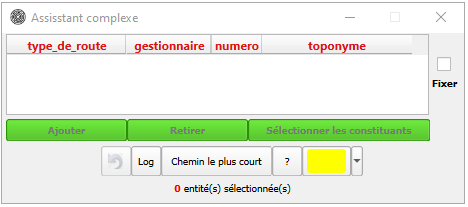 Assisstant complexe
type_de_route gestionnaire numero toponyme
Fixer
Ajouter Retirer Sélectionner les constituants
Log Chemin le plus court ?
0 entité(s) sélectionnée(s)